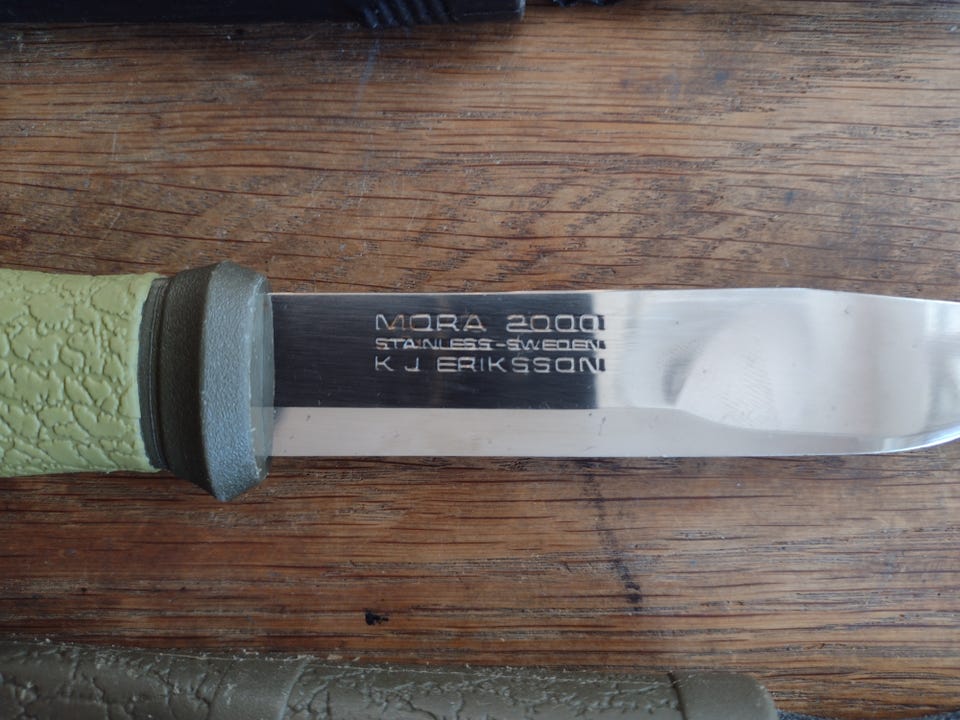 MORA 2000
STAINLESS-SWEDEN
K J ERIKSSON